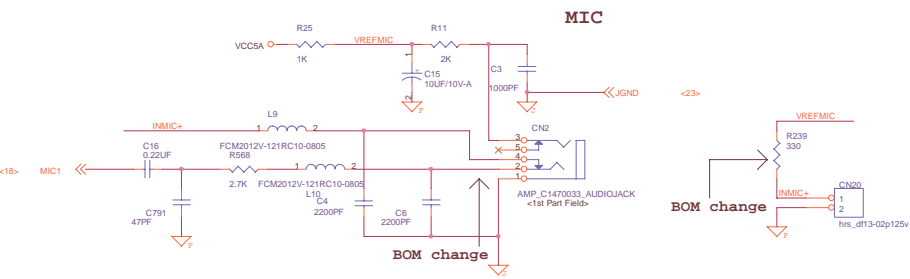 MIC
R25
R11
VCC5A
VREFMIC
1K
2K
1
C15
10UF/10V-A
2
C3
1000PF
JGND
<23>
VREFMIC
L9
INMIC+
1
2
FCM2012V-121RC10-0805
CN2
3
5
4
2
1
R239
330
C16
0.22UF
R568
<18>
MIC1
2.7K
1
2
FCM2012V-121RC10-0805
L10
C4
2200PF
C6
2200PF
C791
47PF
AMP_C1470033_AUDIOJACK
<1st Part Field>
BOM change
BOM change
INMIC+
CN20
1
2
hrs_df13-02p125v